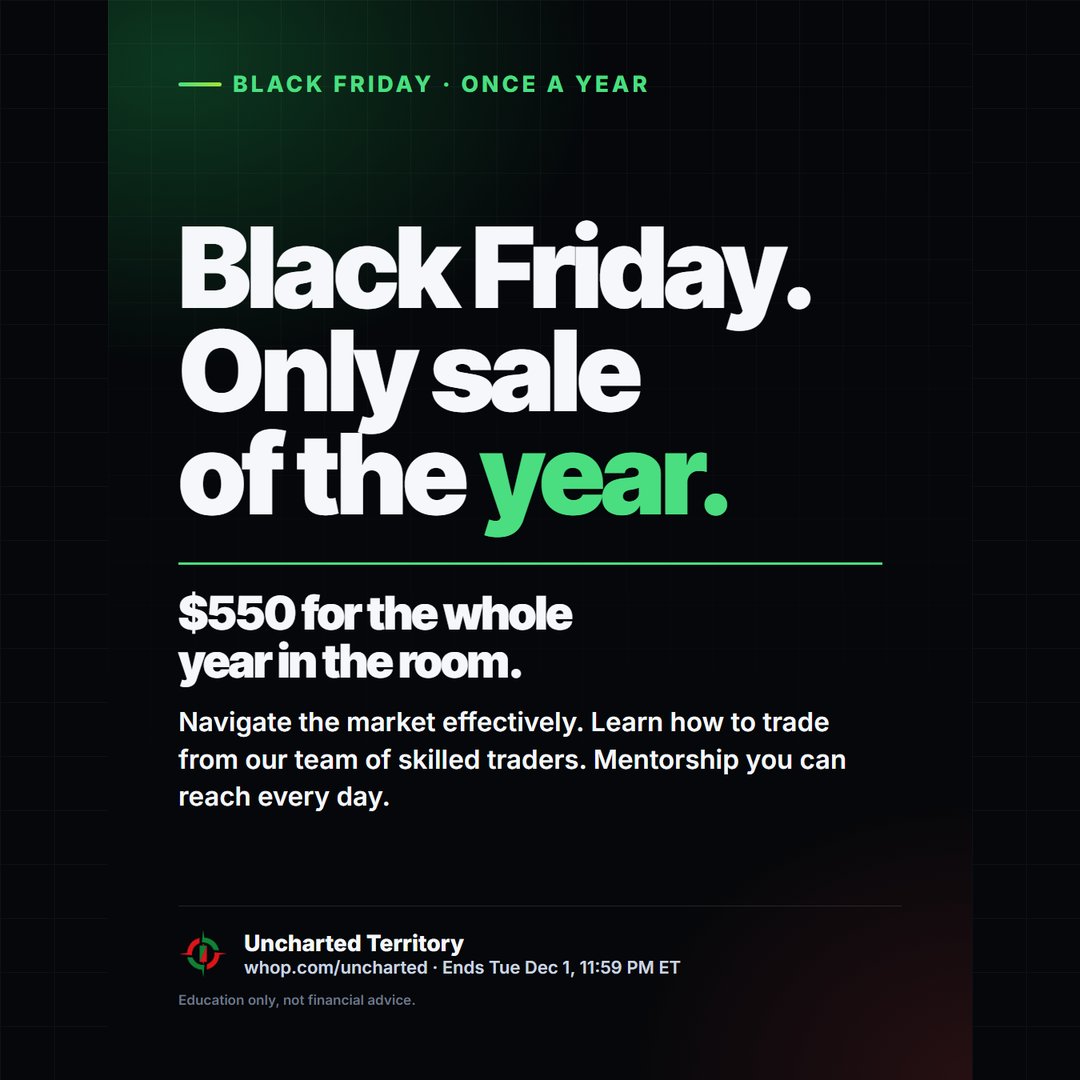 BLACK FRIDAY · ONCE A YEAR
Black Friday.
Only sale
of the year.
$550 for the whole
year in the room.
Navigate the market effectively. Learn how to trade
from our team of skilled traders. Mentorship you can
reach every day.
Uncharted Territory
whop.com/uncharted · Ends Tue Dec 1, 11:59 PM ET
Education only, not financial advice.